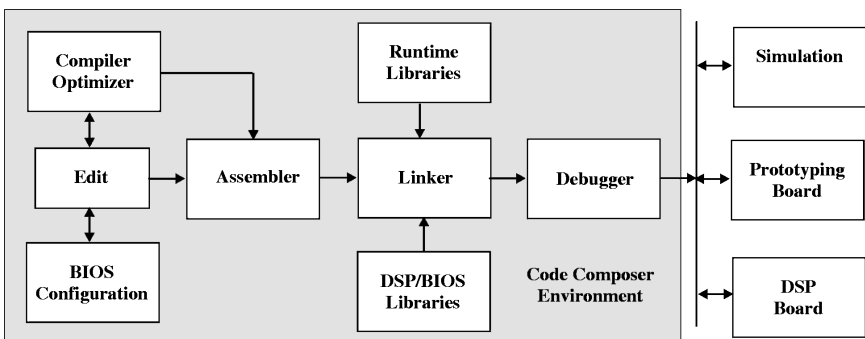 Compiler
Optimizer
Runtime
Libraries
Simulation
Edit
Assembler
Linker
Debugger
Prototyping
Board
BIOS
Configuration
DSP/BIOS
Libraries
Code Composer
Environment
DSP
Board